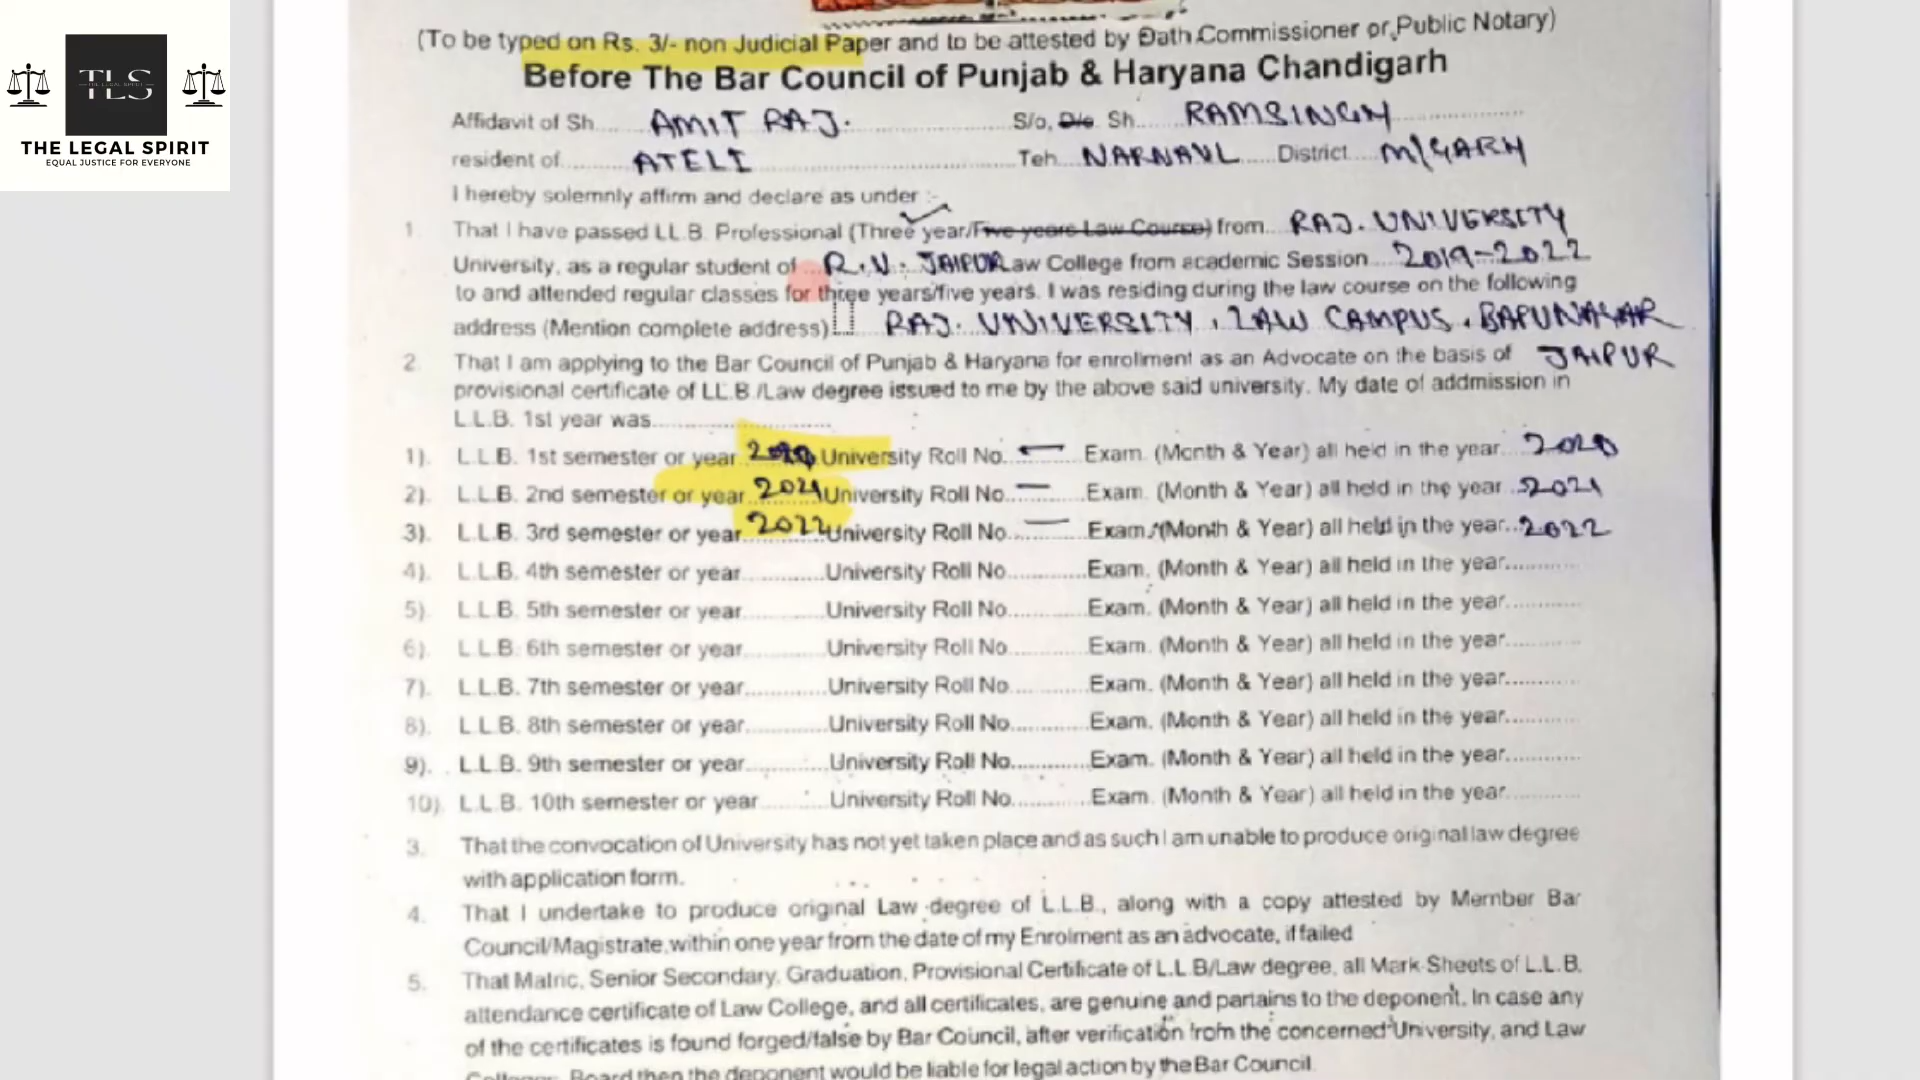 TLS
THE LEGAL SPIRIT
THE LEGAL SPIRIT
EQUAL JUSTICE FOR EVERYONE
(To be typed on Rs. 3/- non Judicial Paper and to be attested by Oath Commissioner or Public Notary)
Before The Bar Council of Punjab & Haryana Chandigarh
Affidavit of Sh.... AMIT RAJ. S/o, D/o Sh..... RAMSINGH
resident of........ ATELI Teh.. NARNAUL..... District.... M/GARH
I hereby solemnly affirm and declare as under :-
1. That I have passed LL.B. Professional (Three year/Five years Law Course) from.. RAJ. UNIVERSITY
University, as a regular student of ... R.U. JAIPUR Law College from academic Session ... 2019-2022
to and attended regular classes for three years/five years. I was residing during the law course on the following
address (Mention complete address) RAJ. UNIVERSITY, LAW CAMPUS, BAPUNAGAR
2. That I am applying to the Bar Council of Punjab & Haryana for enrollment as an Advocate on the basis of JAIPUR
provisional certificate of LL.B./Law degree issued to me by the above said university. My date of addmission in
L.L.B. 1st year was..............................
1). L.L.B. 1st semester or year 2020 University Roll No. — Exam. (Month & Year) all held in the year... 2020
2). L.L.B. 2nd semester or year 2021 University Roll No.... — Exam. (Month & Year) all held in the year ... 2021
3). L.L.B. 3rd semester or year 2022 University Roll No... — Exam. (Month & Year) all held in the year... 2022
4). L.L.B. 4th semester or year.............University Roll No.............Exam. (Month & Year) all held in the year.............
5). L.L.B. 5th semester or year.............University Roll No.............Exam. (Month & Year) all held in the year.............
6). L.L.B. 6th semester or year.............University Roll No.............Exam. (Month & Year) all held in the year.............
7). L.L.B. 7th semester or year.............University Roll No.............Exam. (Month & Year) all held in the year.............
8). L.L.B. 8th semester or year.............University Roll No.............Exam. (Month & Year) all held in the year.............
9). L.L.B. 9th semester or year.............University Roll No.............Exam. (Month & Year) all held in the year.............
10). L.L.B. 10th semester or year.............University Roll No.............Exam. (Month & Year) all held in the year.............
3. That the convocation of University has not yet taken place and as such I am unable to produce original law degree
with application form.
4. That I undertake to produce original Law degree of L.L.B., along with a copy attested by Member Bar
Council/Magistrate, within one year from the date of my Enrolment as an advocate, if failed
5. That Matric, Senior Secondary, Graduation, Provisional Certificate of L.L.B/Law degree, all Mark-Sheets of L.L.B.
attendance certificate of Law College, and all certificates, are genuine and partains to the deponent. In case any
of the certificates is found forged/false by Bar Council, after verification from the concerned University, and Law
Board then the deponent would be liable for legal action by the Bar Council.